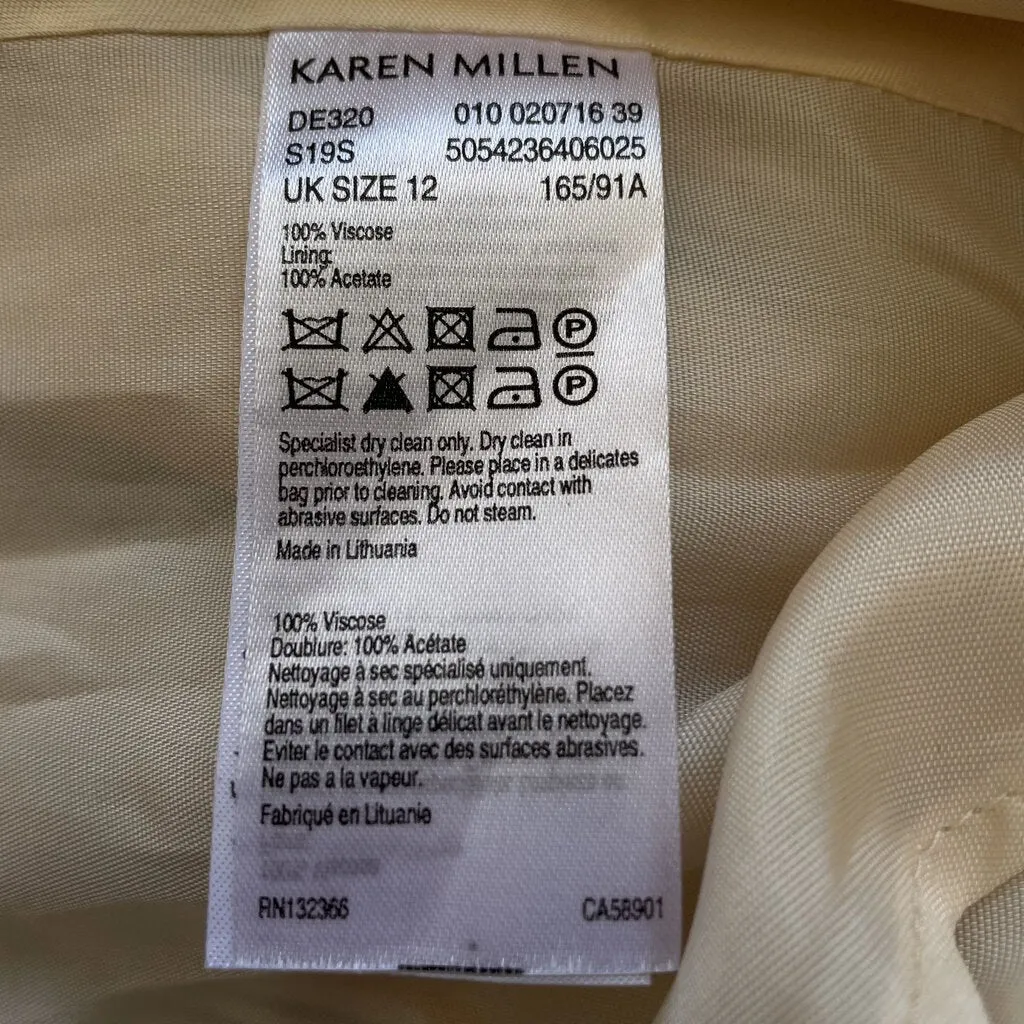 KAREN MILLEN
DE320 010 020716 39
S19S 5054236406025
UK SIZE 12 165/91A
100% Viscose
Lining:
100% Acetate
P
P
Specialist dry clean only. Dry clean in
perchloroethylene. Please place in a delicates
bag prior to cleaning. Avoid contact with
abrasive surfaces. Do not steam.
Made in Lithuania
100% Viscose
Doublure: 100% Acétate
Nettoyage à sec spécialisé uniquement.
Nettoyage à sec au perchloréthylène. Placez
dans un filet à linge délicat avant le nettoyage.
Eviter le contact avec des surfaces abrasives.
Ne pas a la vapeur.
Fabriqué en Lituanie
RN132366 CA58901